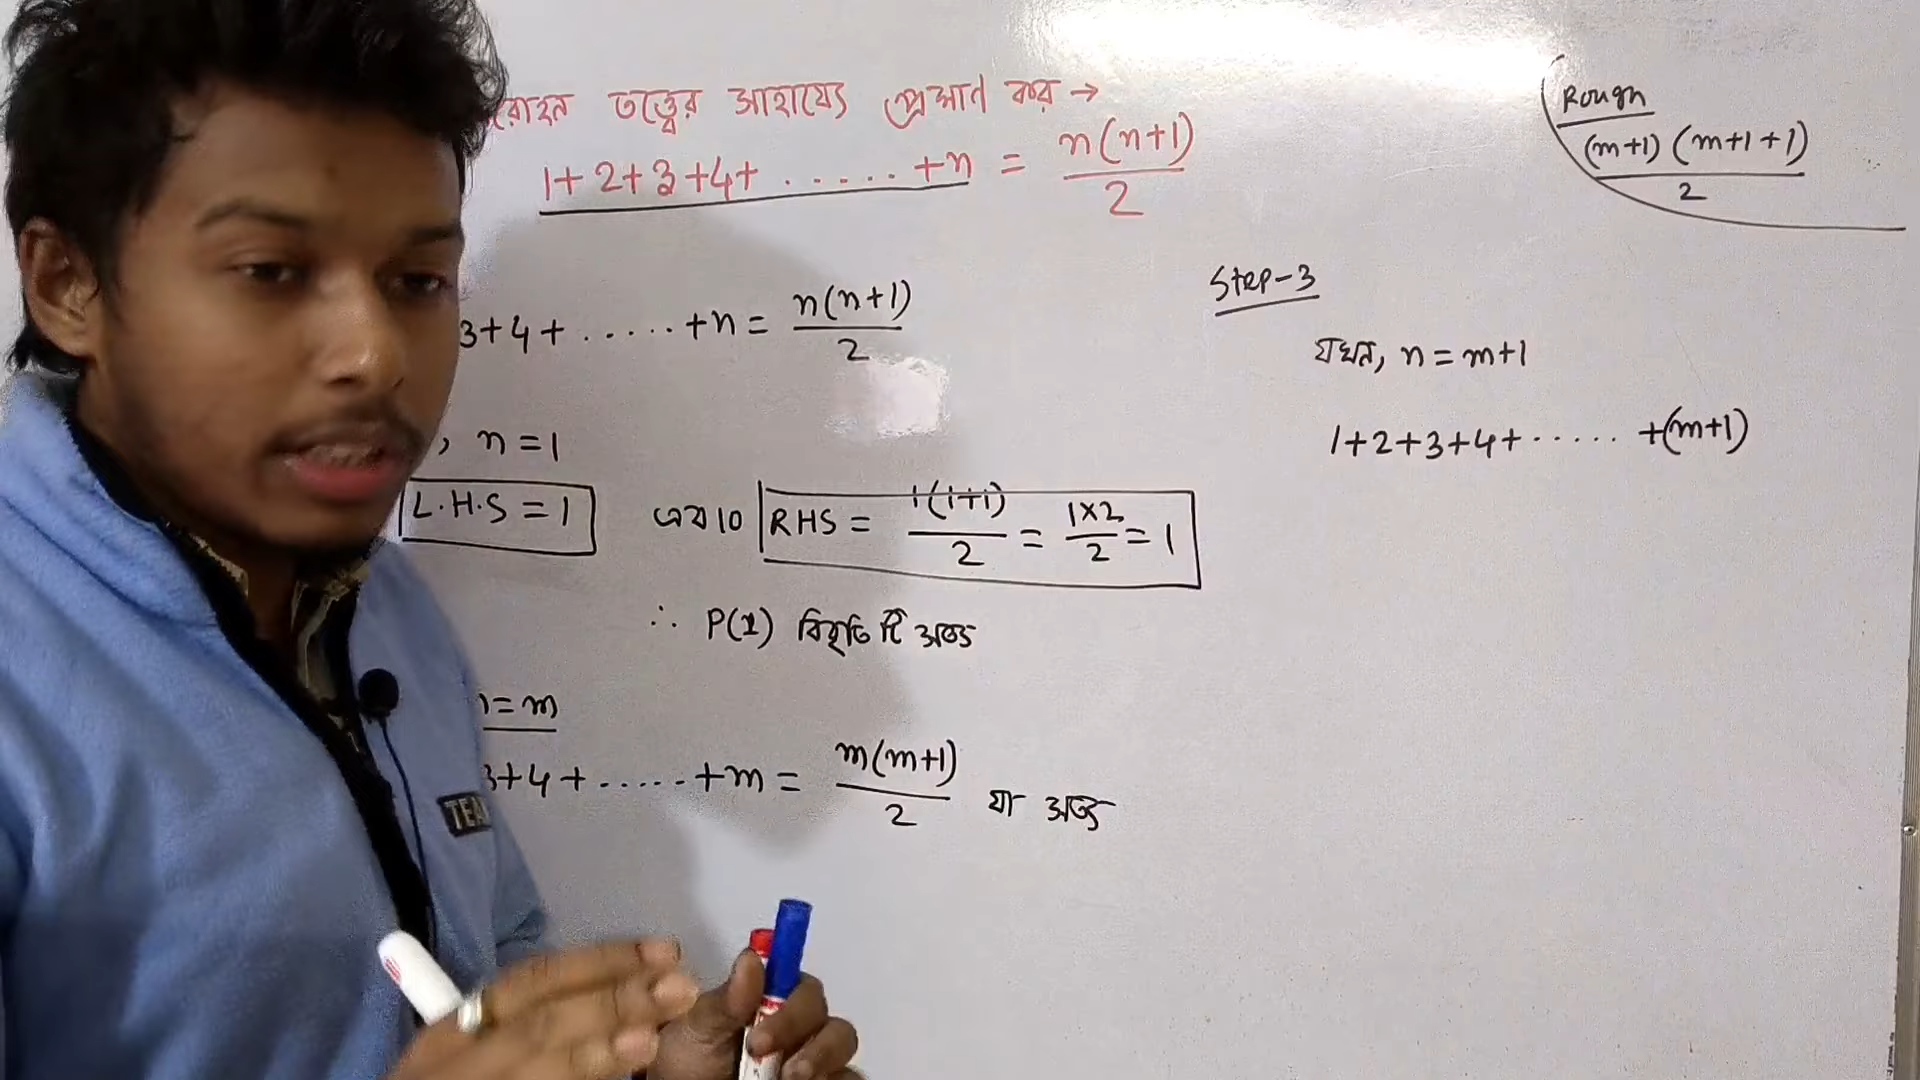 তত্ত্বের সাহায্যে প্রমাণ কর →
1+2+3+4+ ...... +n = n(n+1)/2
3+4+ ...... +n = n(n+1)/2
, n=1
L.H.S = 1 এবং RHS = 1(1+1)/2 = 1×2/2 = 1
∴ P(1) বিবৃতি টি সত্য
=m
3+4+ ...... +m = m(m+1)/2 যা সত্য
TEA
Rough
(m+1)(m+1+1)/2
Step-3
যখন, n = m+1
1+2+3+4+ ..... +(m+1)